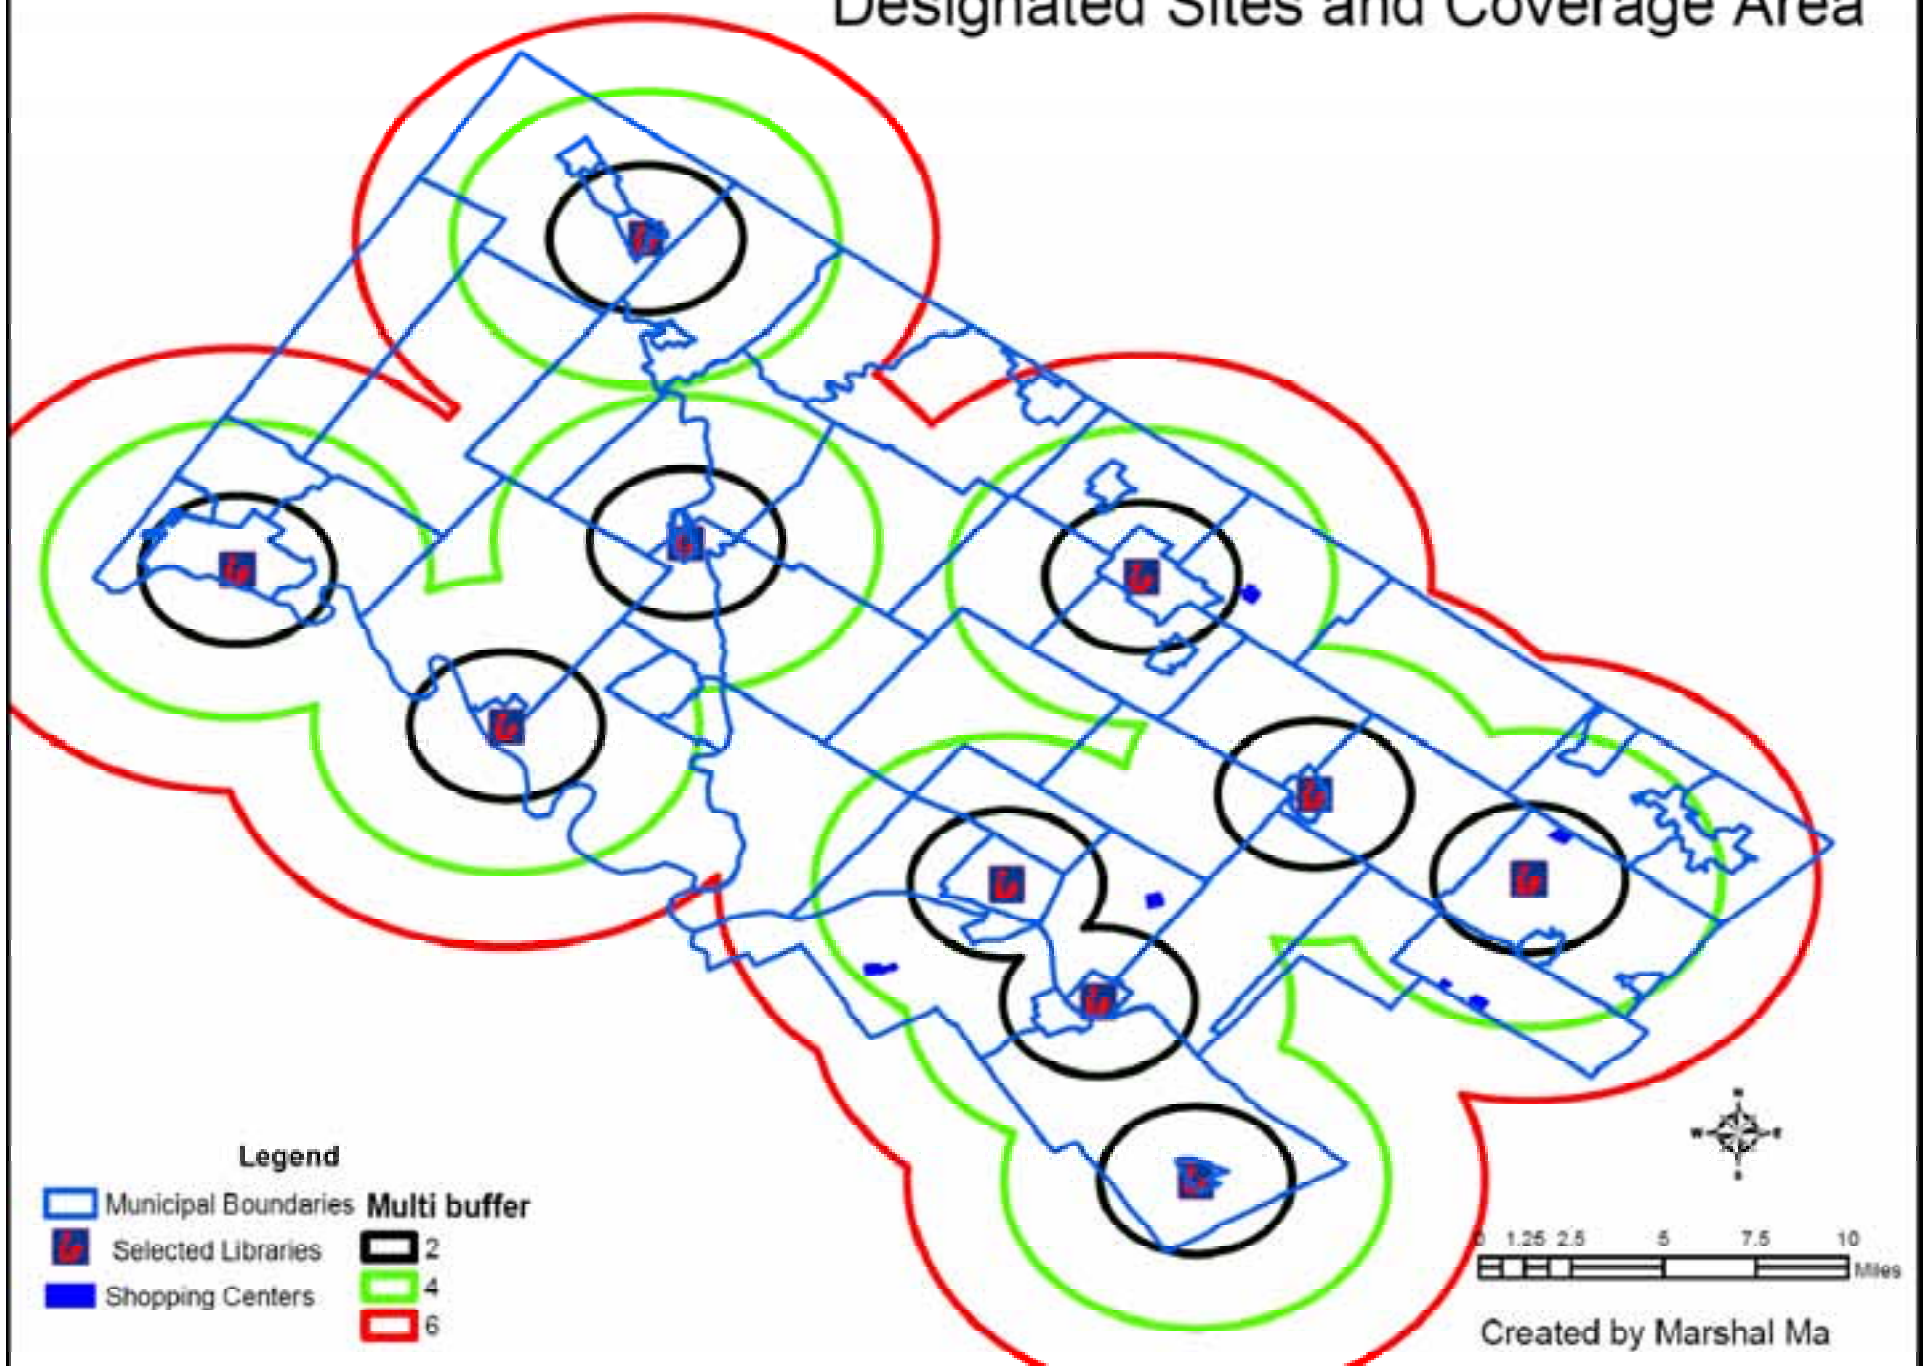 Designated Sites and Coverage Area
N
W E
S
Legend
Municipal Boundaries
Selected Libraries
Shopping Centers
Multi buffer
2
4
6
0 1.25 2.5 5 7.5 10
Miles
Created by Marshal Ma